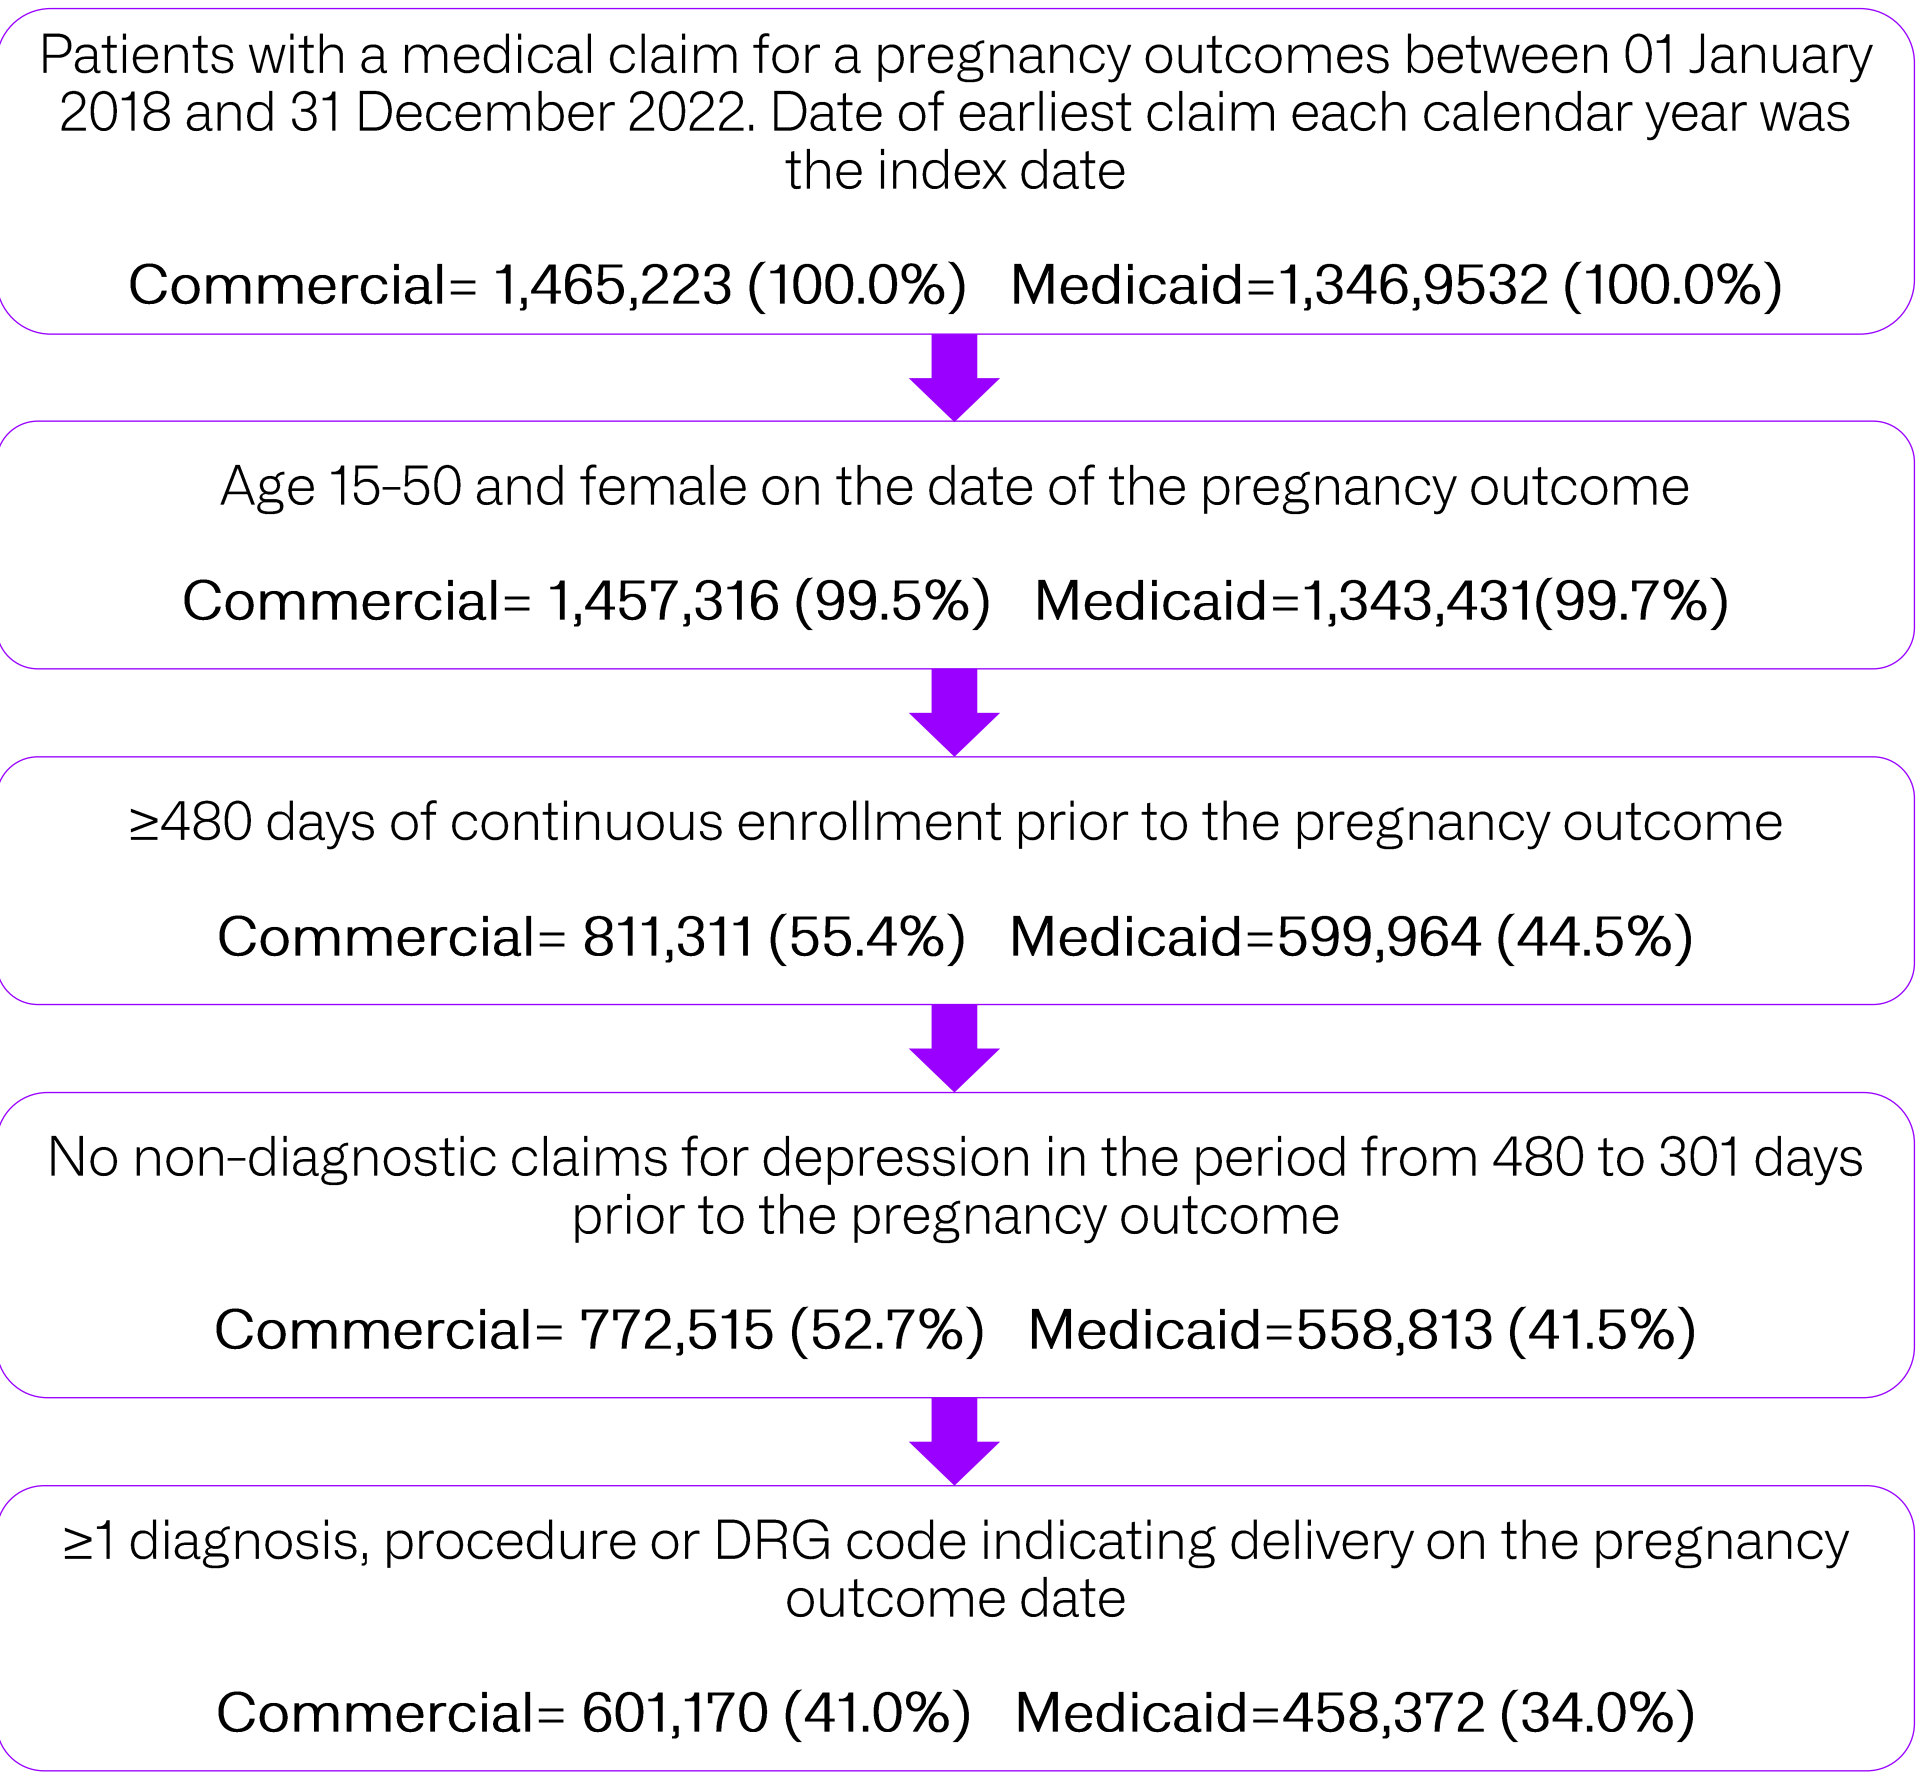 Patients with a medical claim for a pregnancy outcomes between 01 January
2018 and 31 December 2022. Date of earliest claim each calendar year was
the index date
Commercial= 1,465,223 (100.0%) Medicaid=1,346,9532 (100.0%)
Age 15-50 and female on the date of the pregnancy outcome
Commercial= 1,457,316 (99.5%) Medicaid=1,343,431(99.7%)
≥480 days of continuous enrollment prior to the pregnancy outcome
Commercial= 811,311 (55.4%) Medicaid=599,964 (44.5%)
No non-diagnostic claims for depression in the period from 480 to 301 days
prior to the pregnancy outcome
Commercial= 772,515 (52.7%) Medicaid=558,813 (41.5%)
≥1 diagnosis, procedure or DRG code indicating delivery on the pregnancy
outcome date
Commercial= 601,170 (41.0%) Medicaid=458,372 (34.0%)